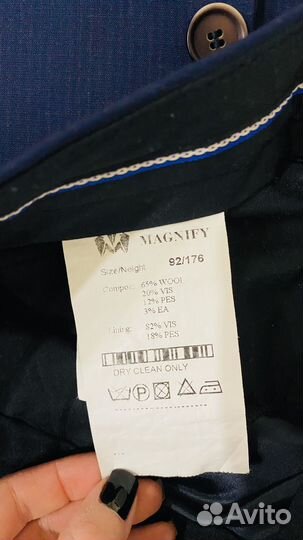 MAGNIFY
Size/Height 92/176
Compos: 65% WOOL
20% VIS
12% PES
3% EA
Lining: 82% VIS
18% PES
DRY CLEAN ONLY
P
Avito